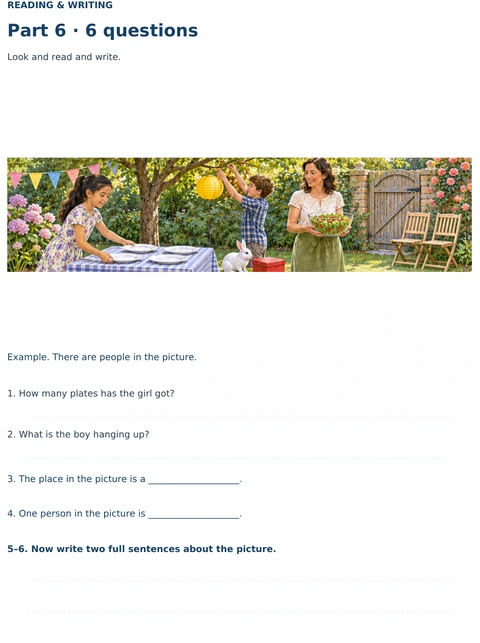 READING & WRITING
Part 6 · 6 questions
Look and read and write.
Example. There are people in the picture.
1. How many plates has the girl got?
2. What is the boy hanging up?
3. The place in the picture is a ____________________.
4. One person in the picture is ____________________.
5–6. Now write two full sentences about the picture.